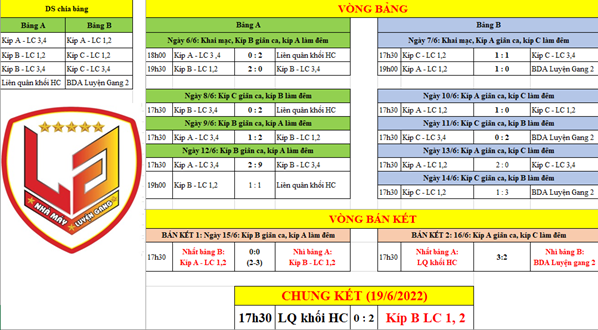 DS chia bảng
Bảng A Bảng B
Kíp A - LC 3,4 Kíp A - LC 1,2
Kíp B - LC 1,2 Kíp C - LC 1,2
Kíp B - LC 3,4 Kíp C - LC 3,4
Liên quân khối HC BDA Luyện Gang 2
★★★★★
NHÀ MÁY LUYỆN GANG
VÒNG BẢNG
Bảng A
Ngày 6/6: Khai mạc, Kíp B giãn ca, kíp A làm đêm
18h00 Kíp A - LC 3 ,4 0 : 2 Liên quân khối HC
19h30 Kíp B - LC 1,2 2 : 0 Kíp B - LC 3,4
Ngày 8/6: Kíp C giãn ca, kíp B làm đêm
17h30 Kíp B - LC 3,4 0 : 2 Liên quân khối HC
Ngày 9/6: Kíp B giãn ca, kíp A làm đêm
17h30 Kíp A - LC 3,4 1 : 2 Kíp B - LC 1,2
Ngày 12/6: Kíp B giãn ca, kíp A làm đêm
17h30 Kíp A - LC 3,4 2 : 9 Kíp B - LC 3,4
19h00 Kíp B - LC 1,2 1 : 1 Liên quân khối HC
Bảng B
Ngày 7/6: Khai mạc, kíp A giãn ca, kíp C làm đêm
17h30 Kíp C - LC 1,2 1 : 1 Kíp C - LC 3,4
19h00 Kíp A - LC 1,2 1 : 0 BDA Luyện Gang 2
Ngày 10/6: Kíp A giãn ca, kíp C làm đêm
17h30 Kíp A - LC 1,2 1 : 0 Kíp C - LC 1,2
Ngày 11/6: Kíp C giãn ca, kíp B làm đêm
17h30 Kíp C - LC 3,4 0 : 2 BDA Luyện Gang 2
Ngày 13/6: Kíp A giãn ca, kíp C làm đêm
17h30 Kíp A - LC 1,2 2 : 0 Kíp C - LC 3,4
Ngày 14/6: Kíp C giãn ca, kíp B làm đêm
17h30 Kíp C - LC 1,2 1 : 3 BDA Luyện Gang 2
VÒNG BÁN KẾT
BÁN KẾT 1: Ngày 15/6: Kíp B giãn ca, kíp A làm đêm
17h30 Nhất bảng B: Kíp A - LC 1,2 0:0 (2-3) Nhì bảng A: Kíp B - LC 1,2
BÁN KẾT 2: 16/6: Kíp A giãn ca, kíp C làm đêm
17h30 Nhất bảng A: LQ khối HC 3:2 Nhì bảng B: BDA Luyện gang 2
CHUNG KẾT (19/6/2022)
17h30 LQ khối HC 0 : 2 Kíp B LC 1, 2